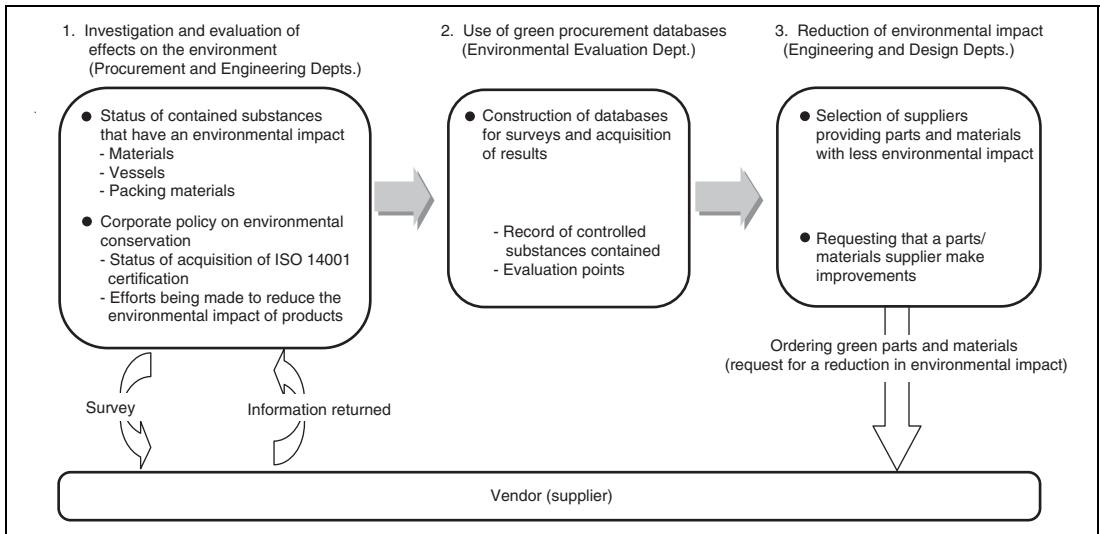 1. Investigation and evaluation of
effects on the environment
(Procurement and Engineering Depts.)
● Status of contained substances
that have an environmental impact
- Materials
- Vessels
- Packing materials
● Corporate policy on environmental
conservation
- Status of acquisition of ISO 14001
certification
- Efforts being made to reduce the
environmental impact of products
2. Use of green procurement databases
(Environmental Evaluation Dept.)
● Construction of databases
for surveys and acquisition
of results
- Record of controlled
substances contained
- Evaluation points
3. Reduction of environmental impact
(Engineering and Design Depts.)
● Selection of suppliers
providing parts and materials
with less environmental impact
● Requesting that a parts/
materials supplier make
improvements
Survey
Information returned
Ordering green parts and materials
(request for a reduction in environmental impact)
Vendor (supplier)